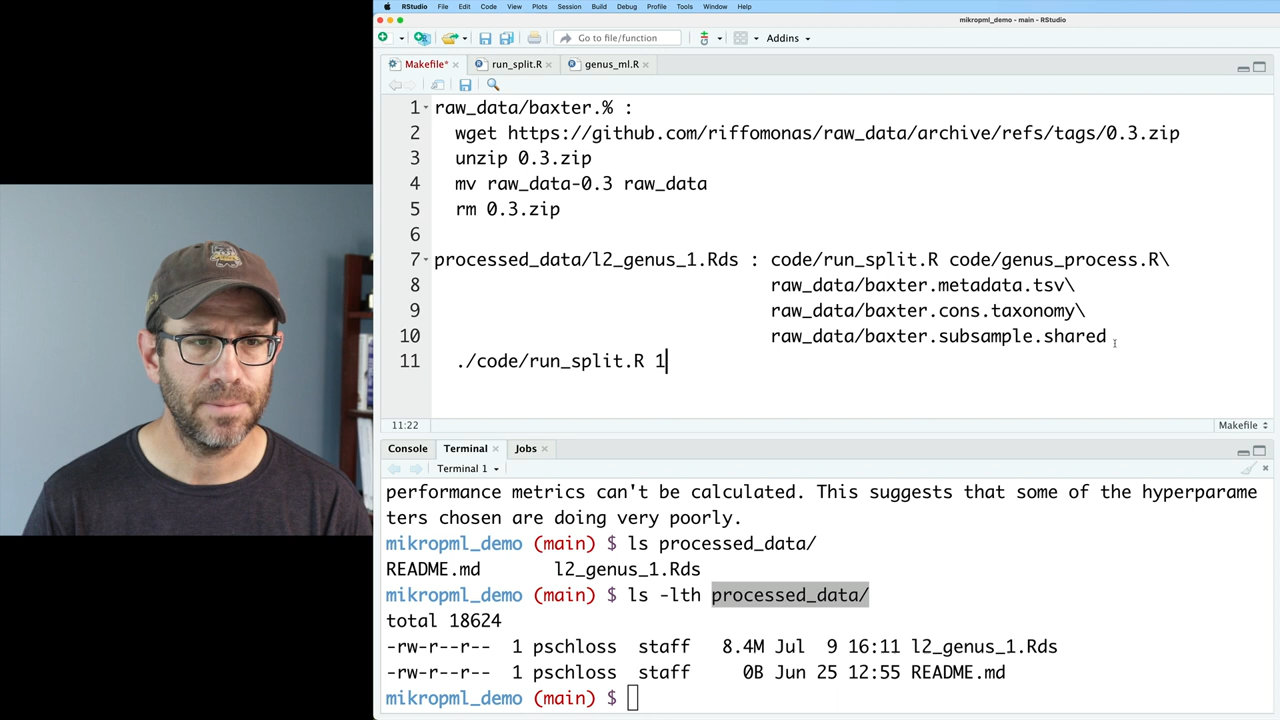 RStudio File Edit Code View Plots Session Build Debug Profile Tools Window Help
mikropml_demo - main - RStudio
Go to file/function Addins
Makefile* run_split.R genus_ml.R
1 raw_data/baxter.% :
2 wget https://github.com/riffomonas/raw_data/archive/refs/tags/0.3.zip
3 unzip 0.3.zip
4 mv raw_data-0.3 raw_data
5 rm 0.3.zip
6
7 processed_data/l2_genus_1.Rds : code/run_split.R code/genus_process.R\
8 raw_data/baxter.metadata.tsv\
9 raw_data/baxter.cons.taxonomy\
10 raw_data/baxter.subsample.shared
11 ./code/run_split.R 1
11:22 Makefile
Console Terminal Jobs
Terminal 1
performance metrics can't be calculated. This suggests that some of the hyperparame
ters chosen are doing very poorly.
mikropml_demo (main) $ ls processed_data/
README.md l2_genus_1.Rds
mikropml_demo (main) $ ls -lth processed_data/
total 18624
-rw-r--r-- 1 pschloss staff 8.4M Jul 9 16:11 l2_genus_1.Rds
-rw-r--r-- 1 pschloss staff 0B Jun 25 12:55 README.md
mikropml_demo (main) $